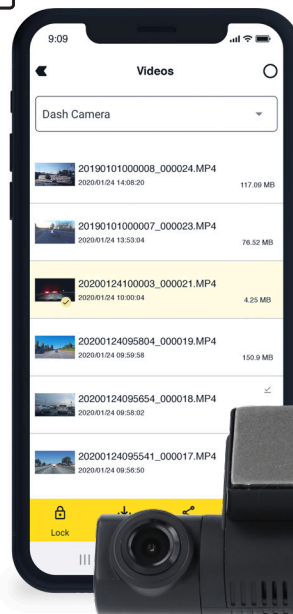 9:09
Videos
Dash Camera
20190101000008_000024.MP4
2020/01/24 14:08:20
117.09 MB
20190101000007_000023.MP4
2020/01/24 13:53:04
76.52 MB
20200124100003_000021.MP4
2020/01/24 10:00:04
4.25 MB
20200124095804_000019.MP4
2020/01/24 09:59:58
150.9 MB
20200124095654_000018.MP4
2020/01/24 09:58:02
20200124095541_000017.MP4
2020/01/24 09:56:50
Lock